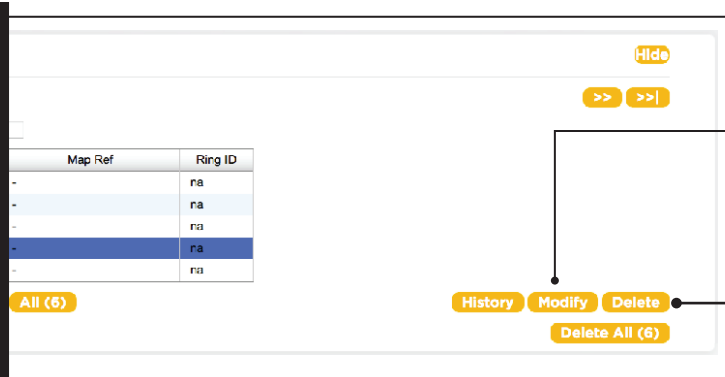 Hide
>> >>|
Map Ref Ring ID
- na
- na
- na
- na
- na
All (6) History Modify Delete
Delete All (6)